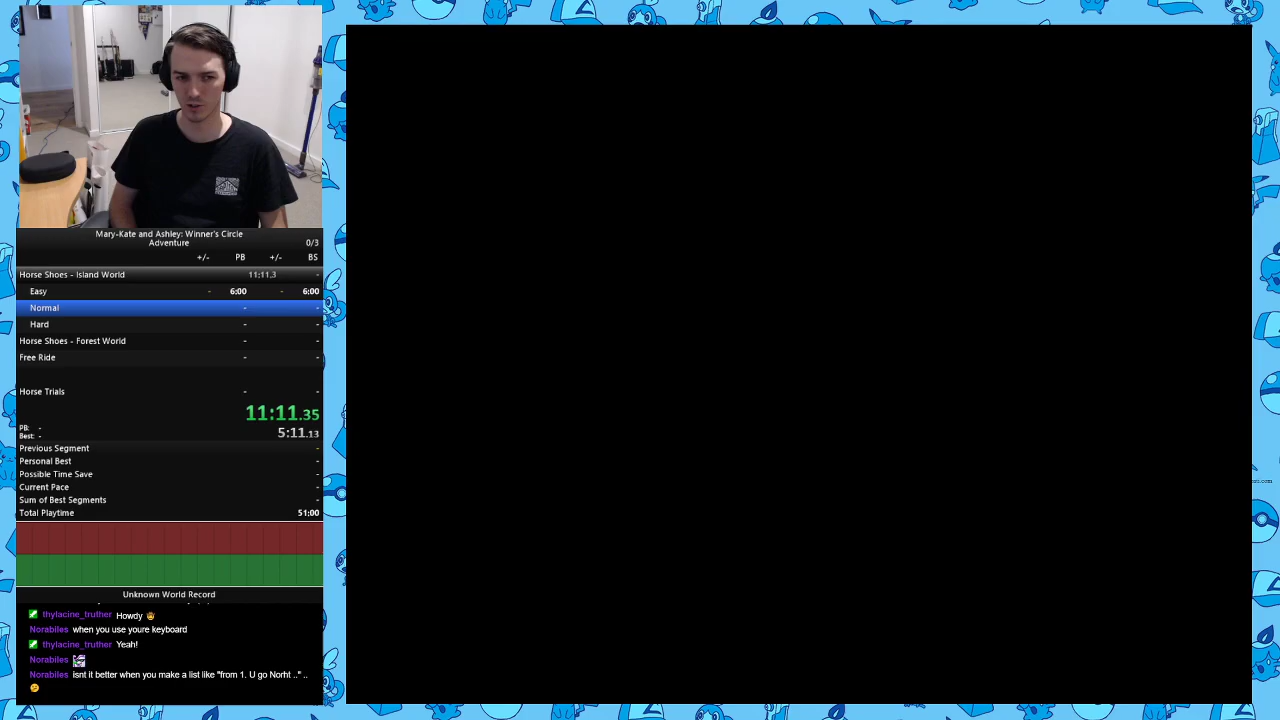 Mary-Kate and Ashley: Winner's Circle
Adventure 0/3
+/- PB +/- BS
Horse Shoes - Island World 11:11.3 -
Easy - 6:00 - 6:00
Normal - -
Hard - -
Horse Shoes - Forest World - -
Free Ride - -
Horse Trials - -
11:11.35
PB: -
Best: - 5:11.13
Previous Segment -
Personal Best -
Possible Time Save -
Current Pace -
Sum of Best Segments -
Total Playtime 51:00
Unknown World Record
thylacine_truther Howdy
Norabiles when you use youre keyboard
thylacine_truther Yeah!
Norabiles
Norabiles isnt it better when you make a list like "from 1. U go Norht .." ..